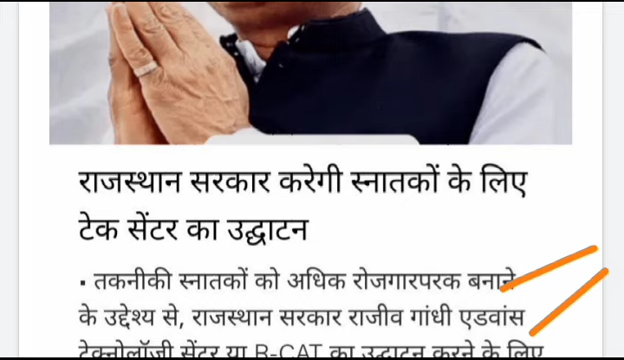 राजस्थान सरकार करेगी स्नातकों के लिए
टेक सेंटर का उद्घाटन
▪ तकनीकी स्नातकों को अधिक रोजगारपरक बनाने
के उद्देश्य से, राजस्थान सरकार राजीव गांधी एडवांस
टेक्नोलॉजी सेंटर या R-CAT का उद्घाटन करने के लिए